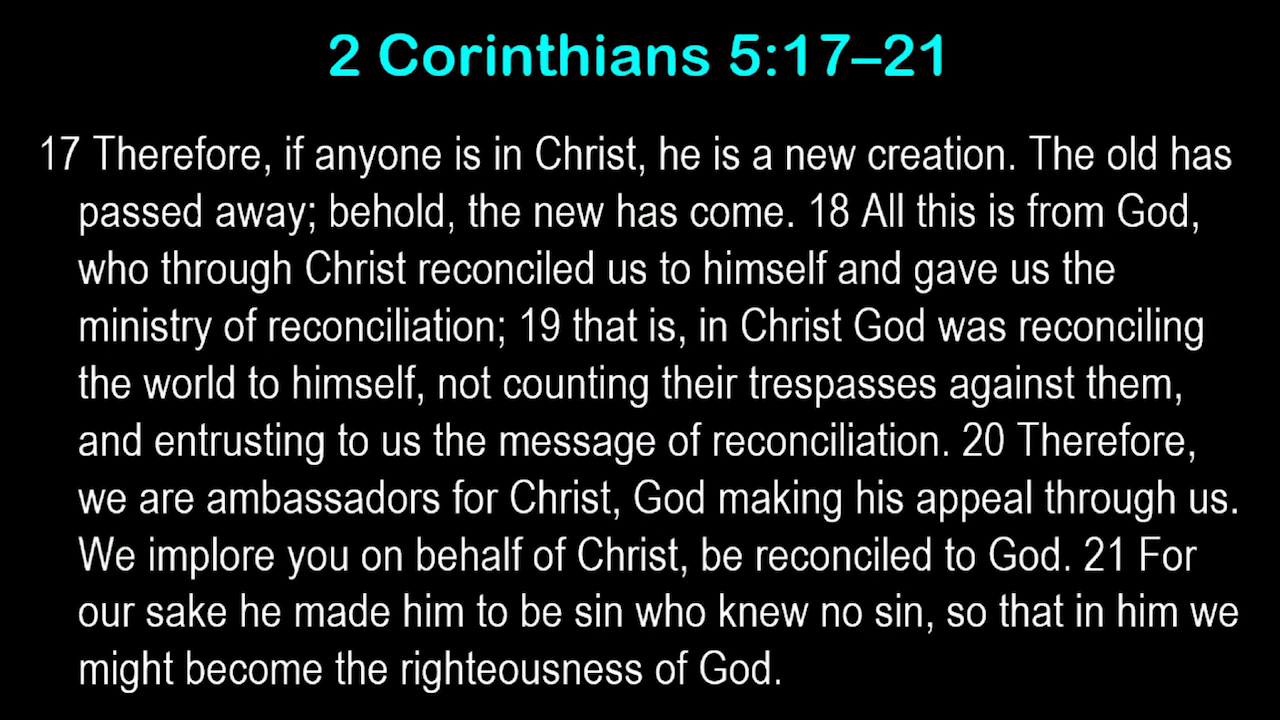 2 Corinthians 5:17–21
17 Therefore, if anyone is in Christ, he is a new creation. The old has
passed away; behold, the new has come. 18 All this is from God,
who through Christ reconciled us to himself and gave us the
ministry of reconciliation; 19 that is, in Christ God was reconciling
the world to himself, not counting their trespasses against them,
and entrusting to us the message of reconciliation. 20 Therefore,
we are ambassadors for Christ, God making his appeal through us.
We implore you on behalf of Christ, be reconciled to God. 21 For
our sake he made him to be sin who knew no sin, so that in him we
might become the righteousness of God.